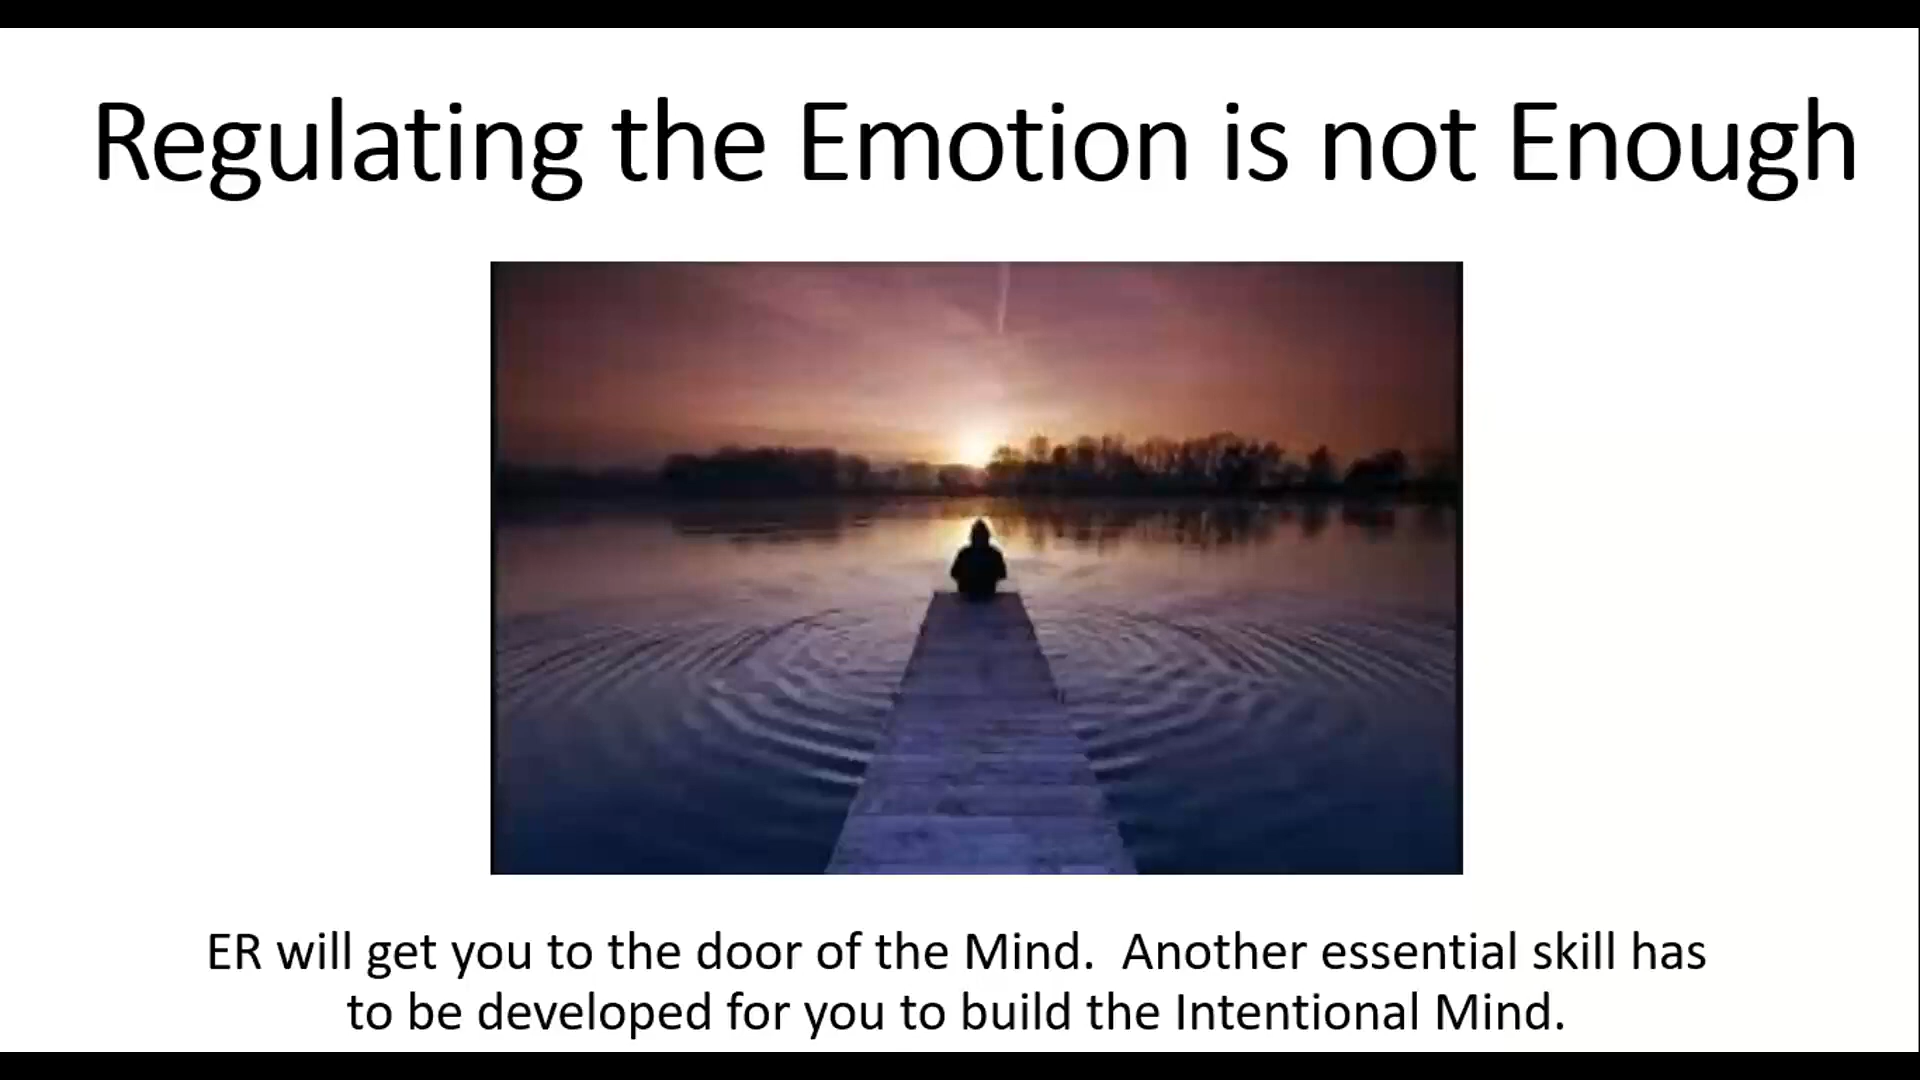 Regulating the Emotion is not Enough
ER will get you to the door of the Mind.  Another essential skill has
to be developed for you to build the Intentional Mind.